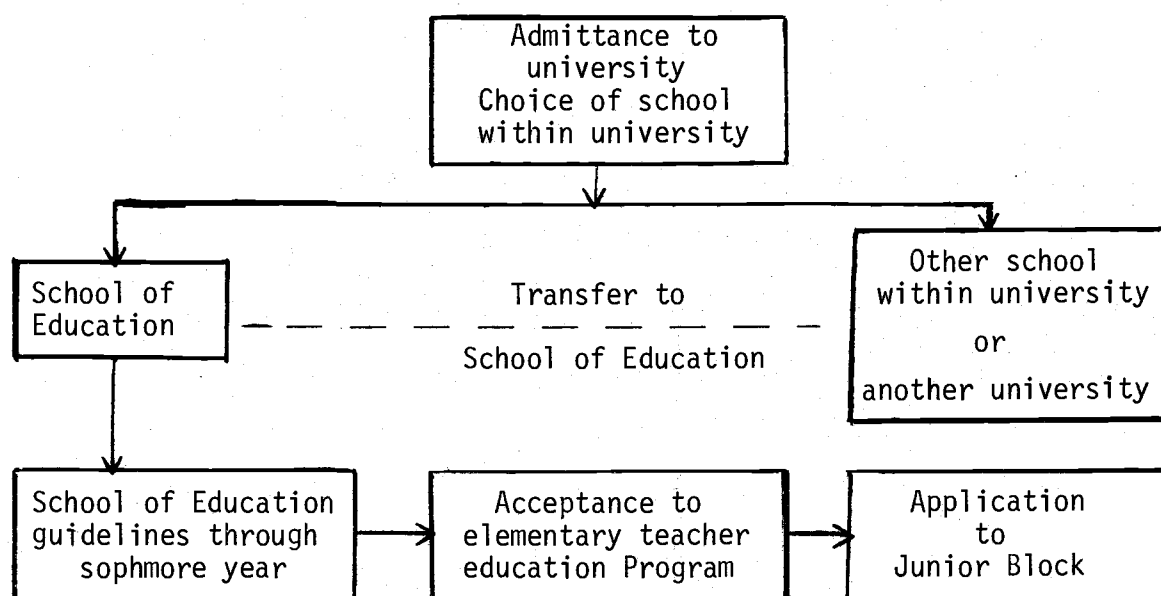 Admittance to
university
Choice of school
within university
School of
Education
Transfer to
School of Education
Other school
within university
or
another university
School of Education
guidelines through
sophmore year
Acceptance to
elementary teacher
education Program
Application
to
Junior Block